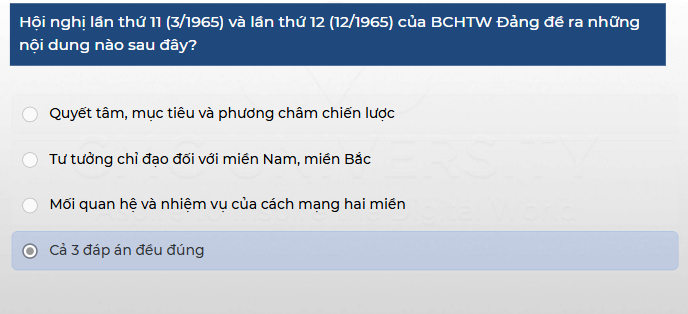 Hội nghị lần thứ 11 (3/1965) và lần thứ 12 (12/1965) của BCHTW Đảng đề ra những
nội dung nào sau đây?
Quyết tâm, mục tiêu và phương châm chiến lược
Tư tưởng chỉ đạo đối với miền Nam, miền Bắc
Mối quan hệ và nhiệm vụ của cách mạng hai miền
Cả 3 đáp án đều đúng